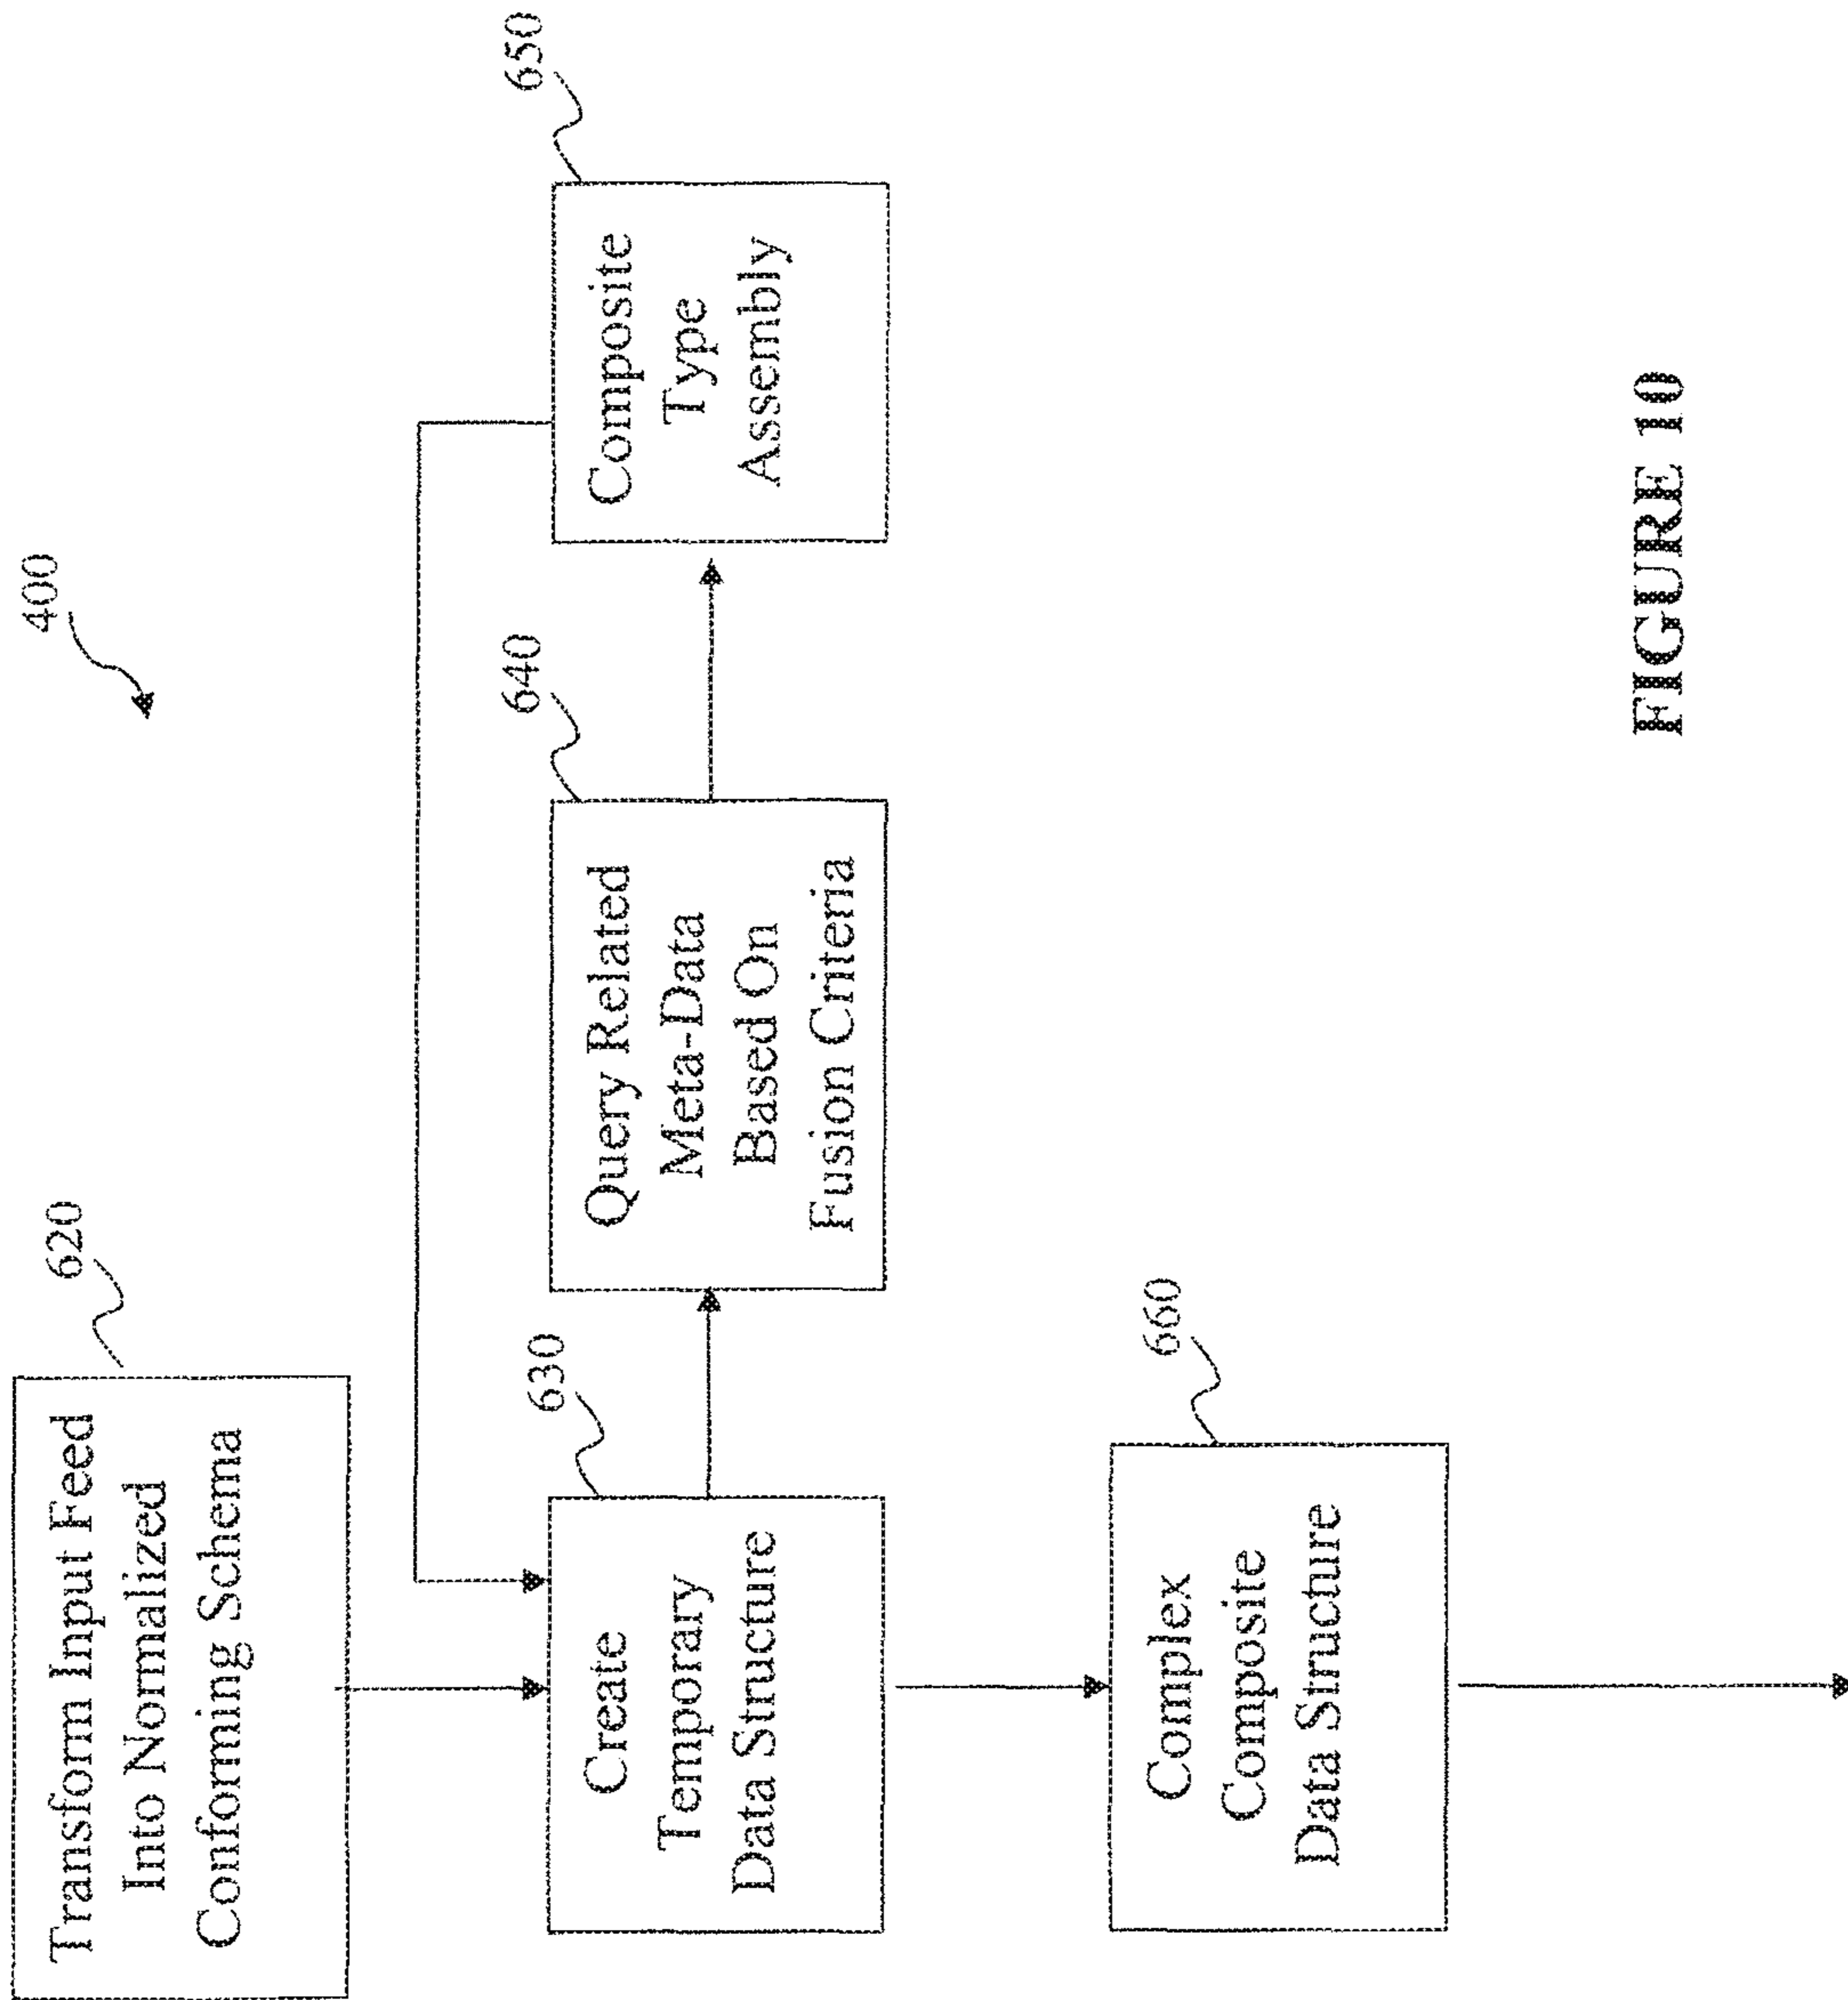 400
620
Transform Input Feed
Into Normalized
Conforming Schema
630
Create
Temporary
Data Structure
640
Query Related
Meta-Data
Based On
Fusion Criteria
650
Composite
Type
Assembly
660
Complex
Composite
Data Structure
FIGURE 10